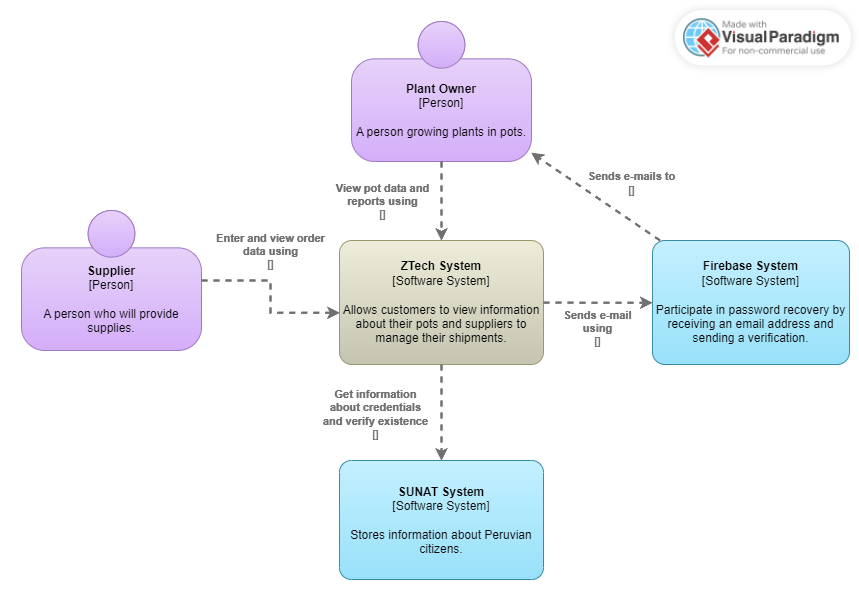 Made with
VisualParadigm
For non-commercial use
Plant Owner
[Person]
A person growing plants in pots.
View pot data and
reports using
[]
Sends e-mails to
[]
Supplier
[Person]
A person who will provide
supplies.
Enter and view order
data using
[]
ZTech System
[Software System]
Allows customers to view information
about their pots and suppliers to
manage their shipments.
Sends e-mail
using
[]
Firebase System
[Software System]
Participate in password recovery by
receiving an email address and
sending a verification.
Get information
about credentials
and verify existence
[]
SUNAT System
[Software System]
Stores information about Peruvian
citizens.